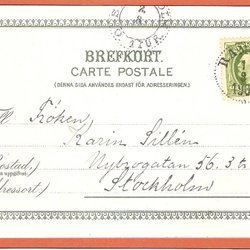 BREFKORT.
CARTE POSTALE
(DENNA SIDA ANVÄNDES ENDAST FÖR ADRESSERINGEN.)
Fröken
Karin Sillén
Nybrogatan 56. 3. tr.
Stockholm